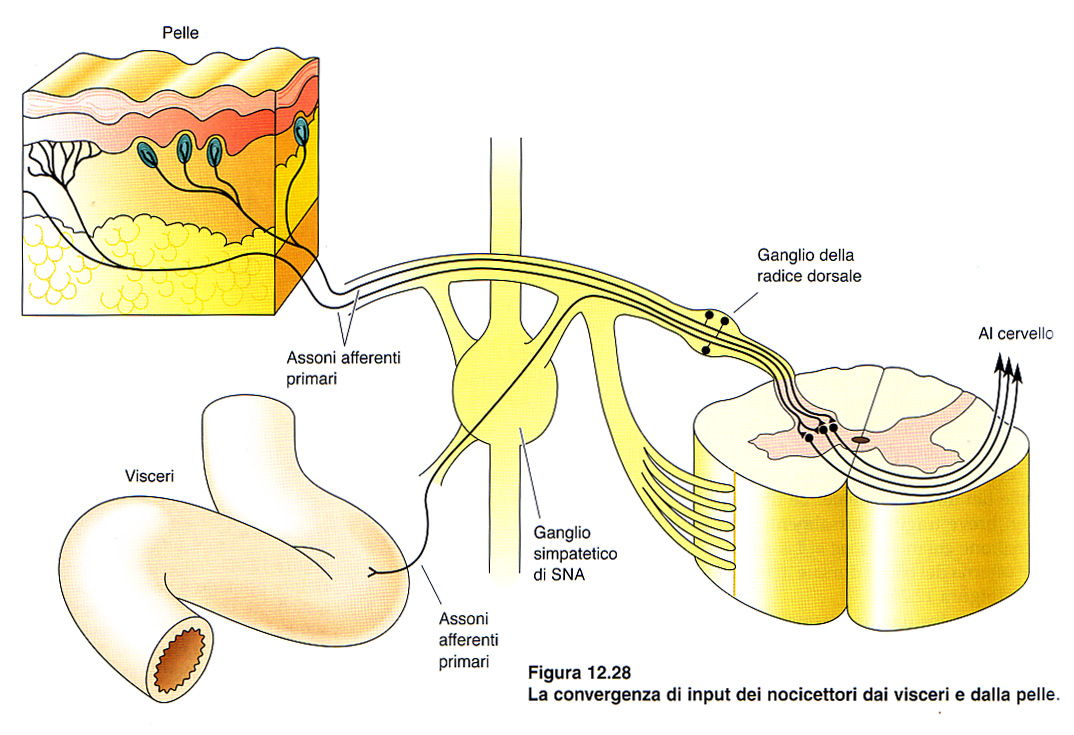 Pelle
Ganglio della
radice dorsale
Al cervello
Assoni afferenti
primari
Visceri
Ganglio
simpatetico
di SNA
Assoni
afferenti
primari
Figura 12.28
La convergenza di input dei nocicettori dai visceri e dalla pelle.